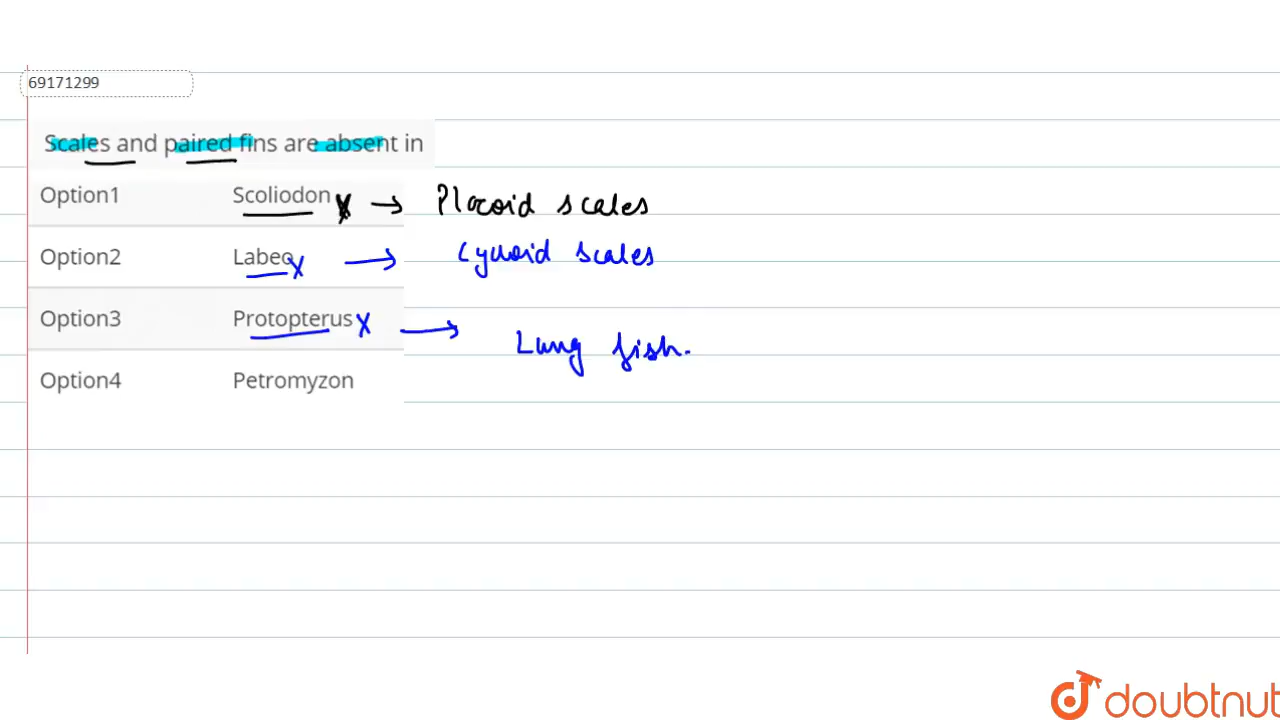 69171299
Scales and paired fins are absent in
Option1 Scoliodon X → Placoid scales
Option2 Labeo X → Cycloid scales
Option3 Protopterus X → Lung fish.
Option4 Petromyzon
doubtnut